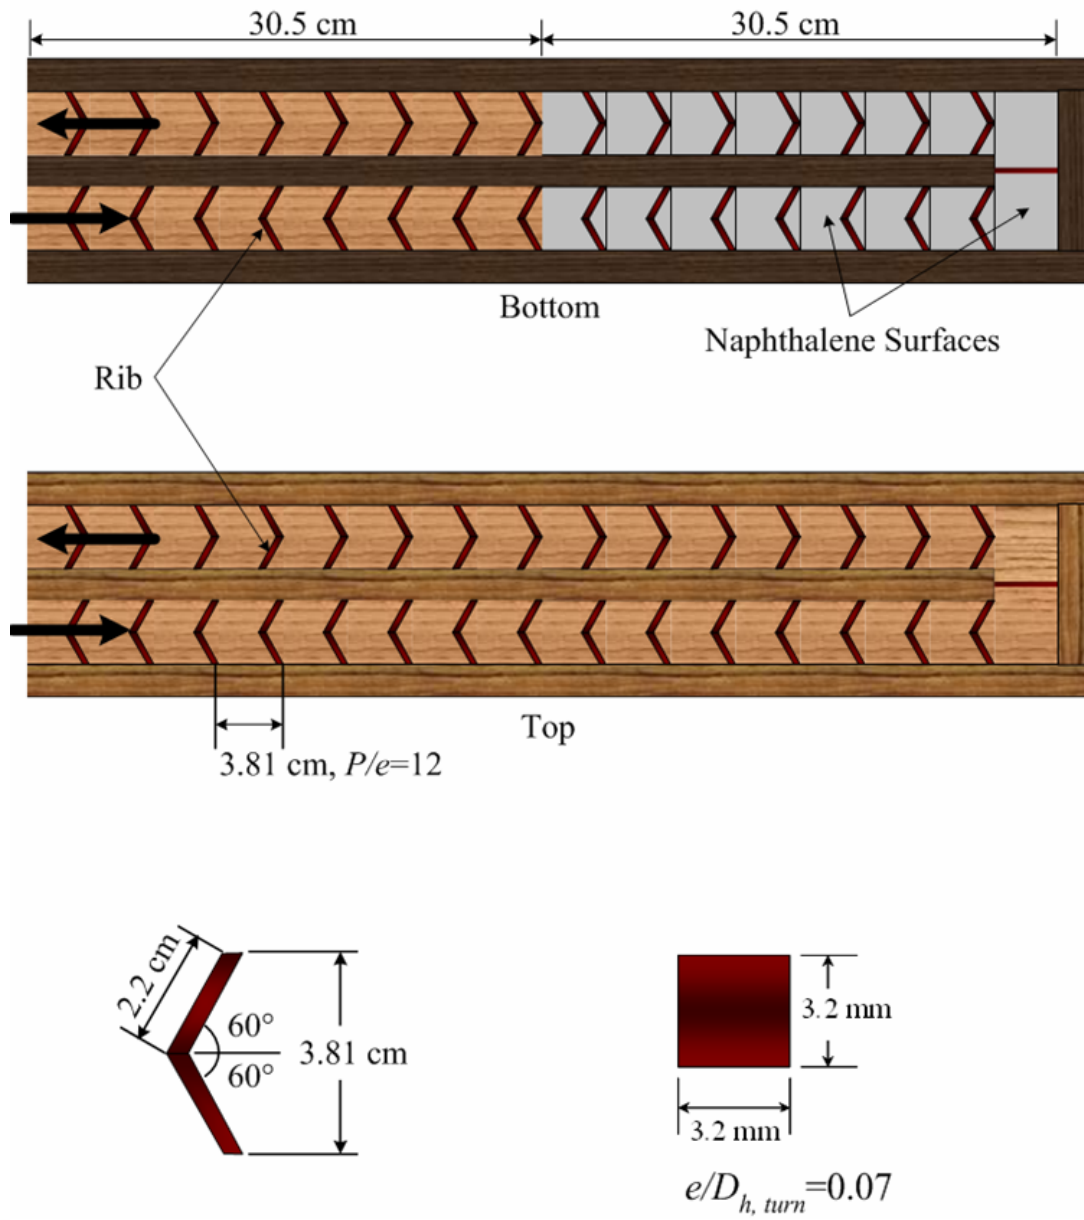 30.5 cm 30.5 cm
Bottom
Naphthalene Surfaces
Rib
Top
3.81 cm, P/e=12
2.2 cm
60°
60°
3.81 cm
3.2 mm
3.2 mm
e/Dh, turn=0.07